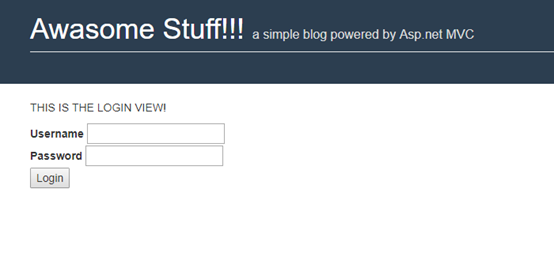 Awasome Stuff!!! a simple blog powered by Asp.net MVC
THIS IS THE LOGIN VIEW!
Username
Password
Login